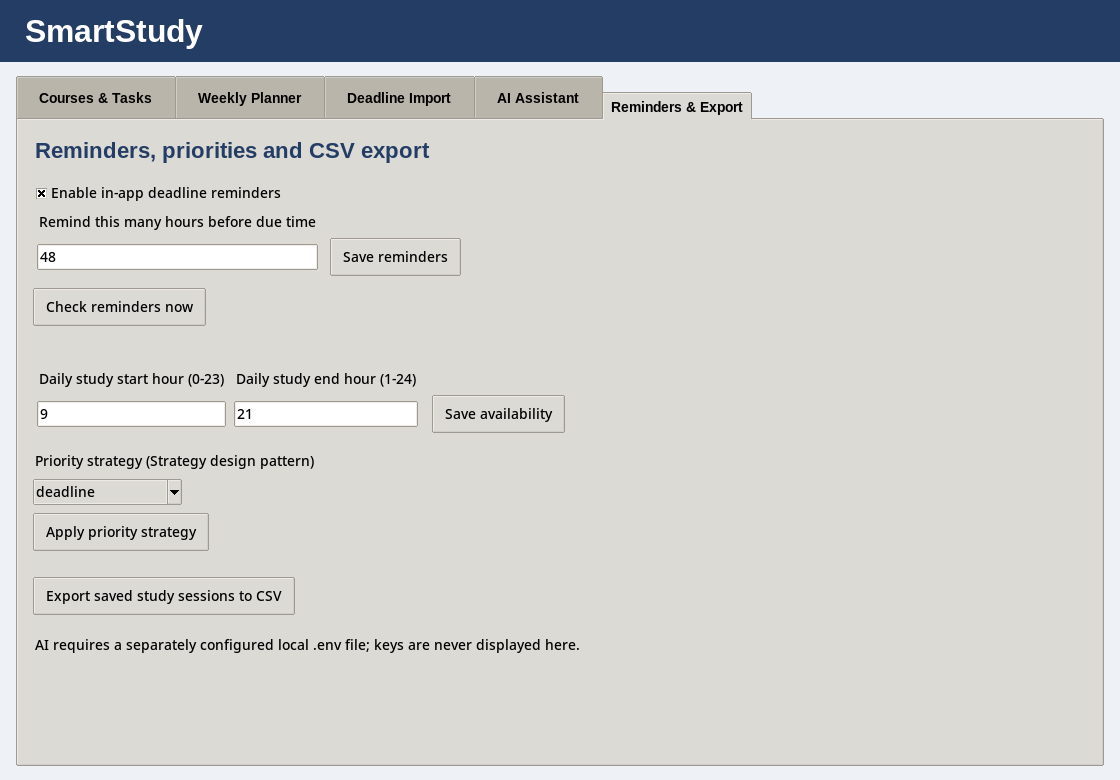 SmartStudy
Courses & Tasks
Weekly Planner
Deadline Import
AI Assistant
Reminders & Export
Reminders, priorities and CSV export
Enable in-app deadline reminders
Remind this many hours before due time
48
Save reminders
Check reminders now
Daily study start hour (0-23)
Daily study end hour (1-24)
9
21
Save availability
Priority strategy (Strategy design pattern)
deadline
Apply priority strategy
Export saved study sessions to CSV
AI requires a separately configured local .env file; keys are never displayed here.